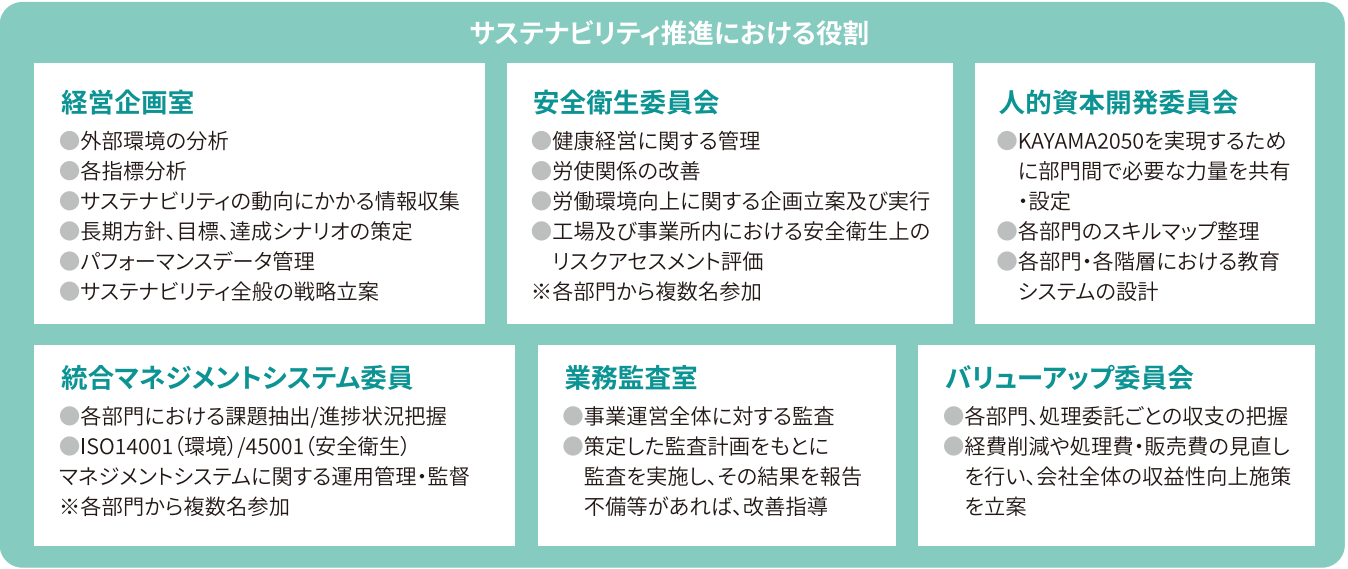 サステナビリティ推進における役割
経営企画室
●外部環境の分析
●各指標分析
●サステナビリティの動向にかかる情報収集
●長期方針、目標、達成シナリオの策定
●パフォーマンスデータ管理
●サステナビリティ全般の戦略立案
安全衛生委員会
●健康経営に関する管理
●労使関係の改善
●労働環境向上に関する企画立案及び実行
●工場及び事業所内における安全衛生上の
リスクアセスメント評価
※各部門から複数名参加
人的資本開発委員会
●KAYAMA2050を実現するため
に部門間で必要な力量を共有
・設定
●各部門のスキルマップ整理
●各部門・各階層における教育
システムの設計
統合マネジメントシステム委員
●各部門における課題抽出/進捗状況把握
●ISO14001（環境）/45001（安全衛生）
マネジメントシステムに関する運用管理・監督
※各部門から複数名参加
業務監査室
●事業運営全体に対する監査
●策定した監査計画をもとに
監査を実施し、その結果を報告
不備等があれば、改善指導
バリューアップ委員会
●各部門、処理委託ごとの収支の把握
●経費削減や処理費・販売費の見直し
を行い、会社全体の収益性向上施策
を立案